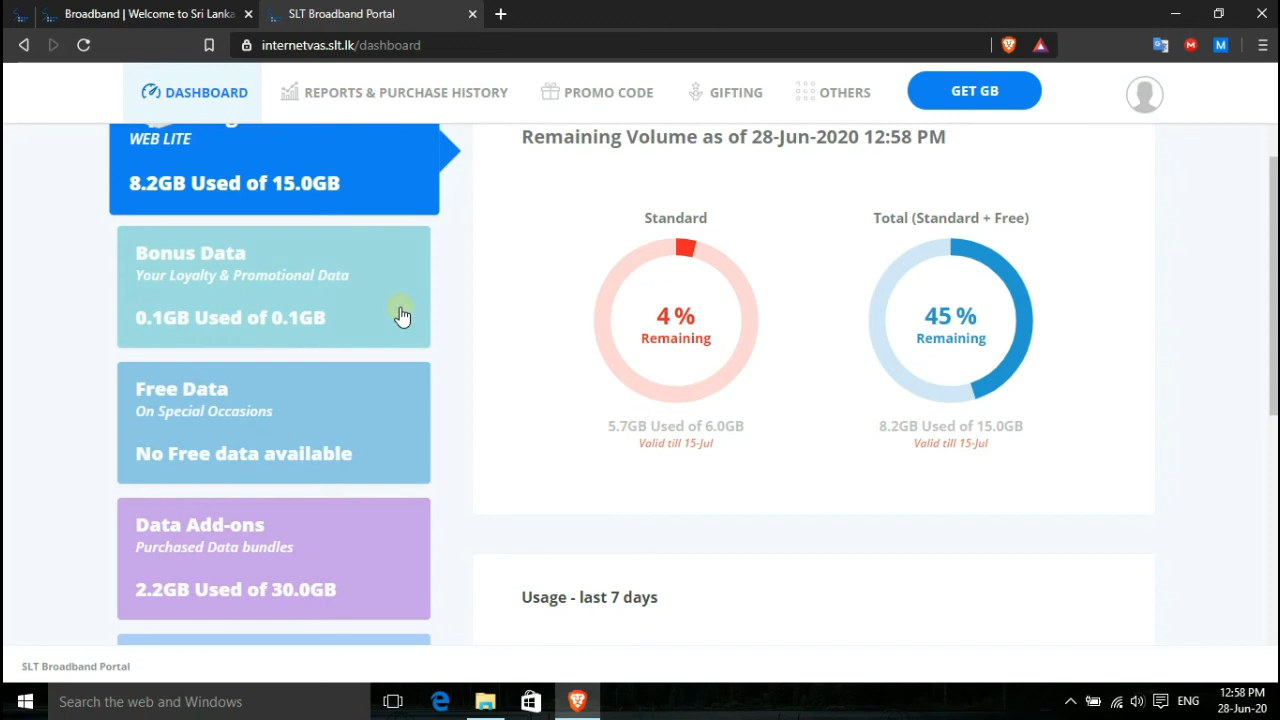 Broadband | Welcome to Sri Lanka
SLT Broadband Portal
internetvas.slt.lk/dashboard
DASHBOARD
REPORTS & PURCHASE HISTORY
PROMO CODE
GIFTING
OTHERS
GET GB
WEB LITE
8.2GB Used of 15.0GB
Bonus Data
Your Loyalty & Promotional Data
0.1GB Used of 0.1GB
Free Data
On Special Occasions
No Free data available
Data Add-ons
Purchased Data bundles
2.2GB Used of 30.0GB
Remaining Volume as of 28-Jun-2020 12:58 PM
Standard
4 %
Remaining
5.7GB Used of 6.0GB
Valid till 15-Jul
Total (Standard + Free)
45 %
Remaining
8.2GB Used of 15.0GB
Valid till 15-Jul
Usage - last 7 days
SLT Broadband Portal
Search the web and Windows
ENG
12:58 PM
28-Jun-20